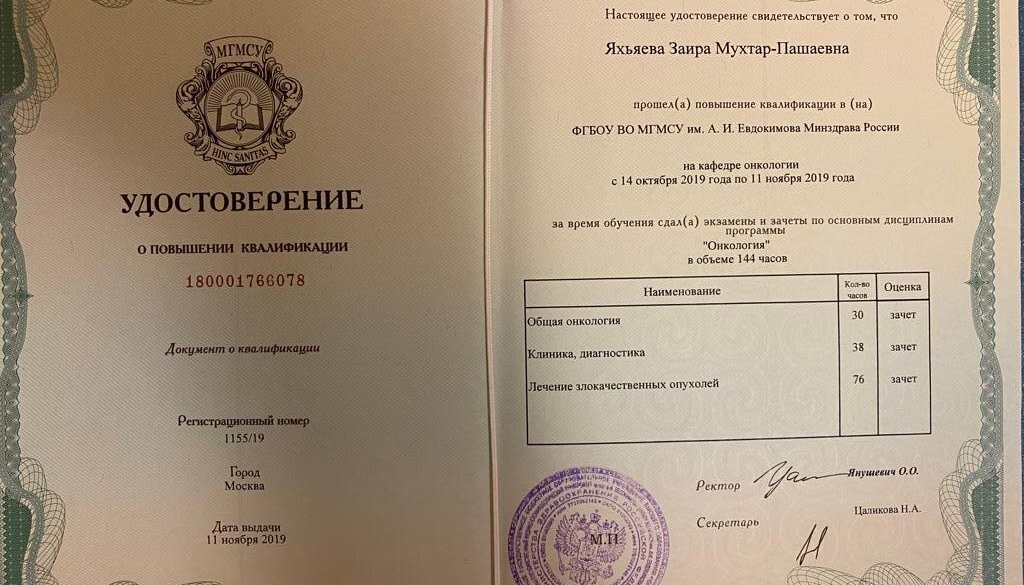 МГМСУ
HINC SANITAS
УДОСТОВЕРЕНИЕ
О ПОВЫШЕНИИ КВАЛИФИКАЦИИ
180001766078
Документ о квалификации
Регистрационный номер
1155/19
Город
Москва
Дата выдачи
11 ноября 2019
Настоящее удостоверение свидетельствует о том, что
Яхьяева Заира Мухтар-Пашаевна
прошел(а) повышение квалификации в (на)
ФГБОУ ВО МГМСУ им. А. И. Евдокимова Минздрава России
на кафедре онкологии
с 14 октября 2019 года по 11 ноября 2019 года
за время обучения сдал(а) экзамены и зачеты по основным дисциплинам
программы
"Онкология"
в объеме 144 часов
Наименование Кол-во часов Оценка
Общая онкология 30 зачет
Клиника, диагностика 38 зачет
Лечение злокачественных опухолей 76 зачет
Ректор Янушевич О.О.
Секретарь Цаликова Н.А.
М.П.